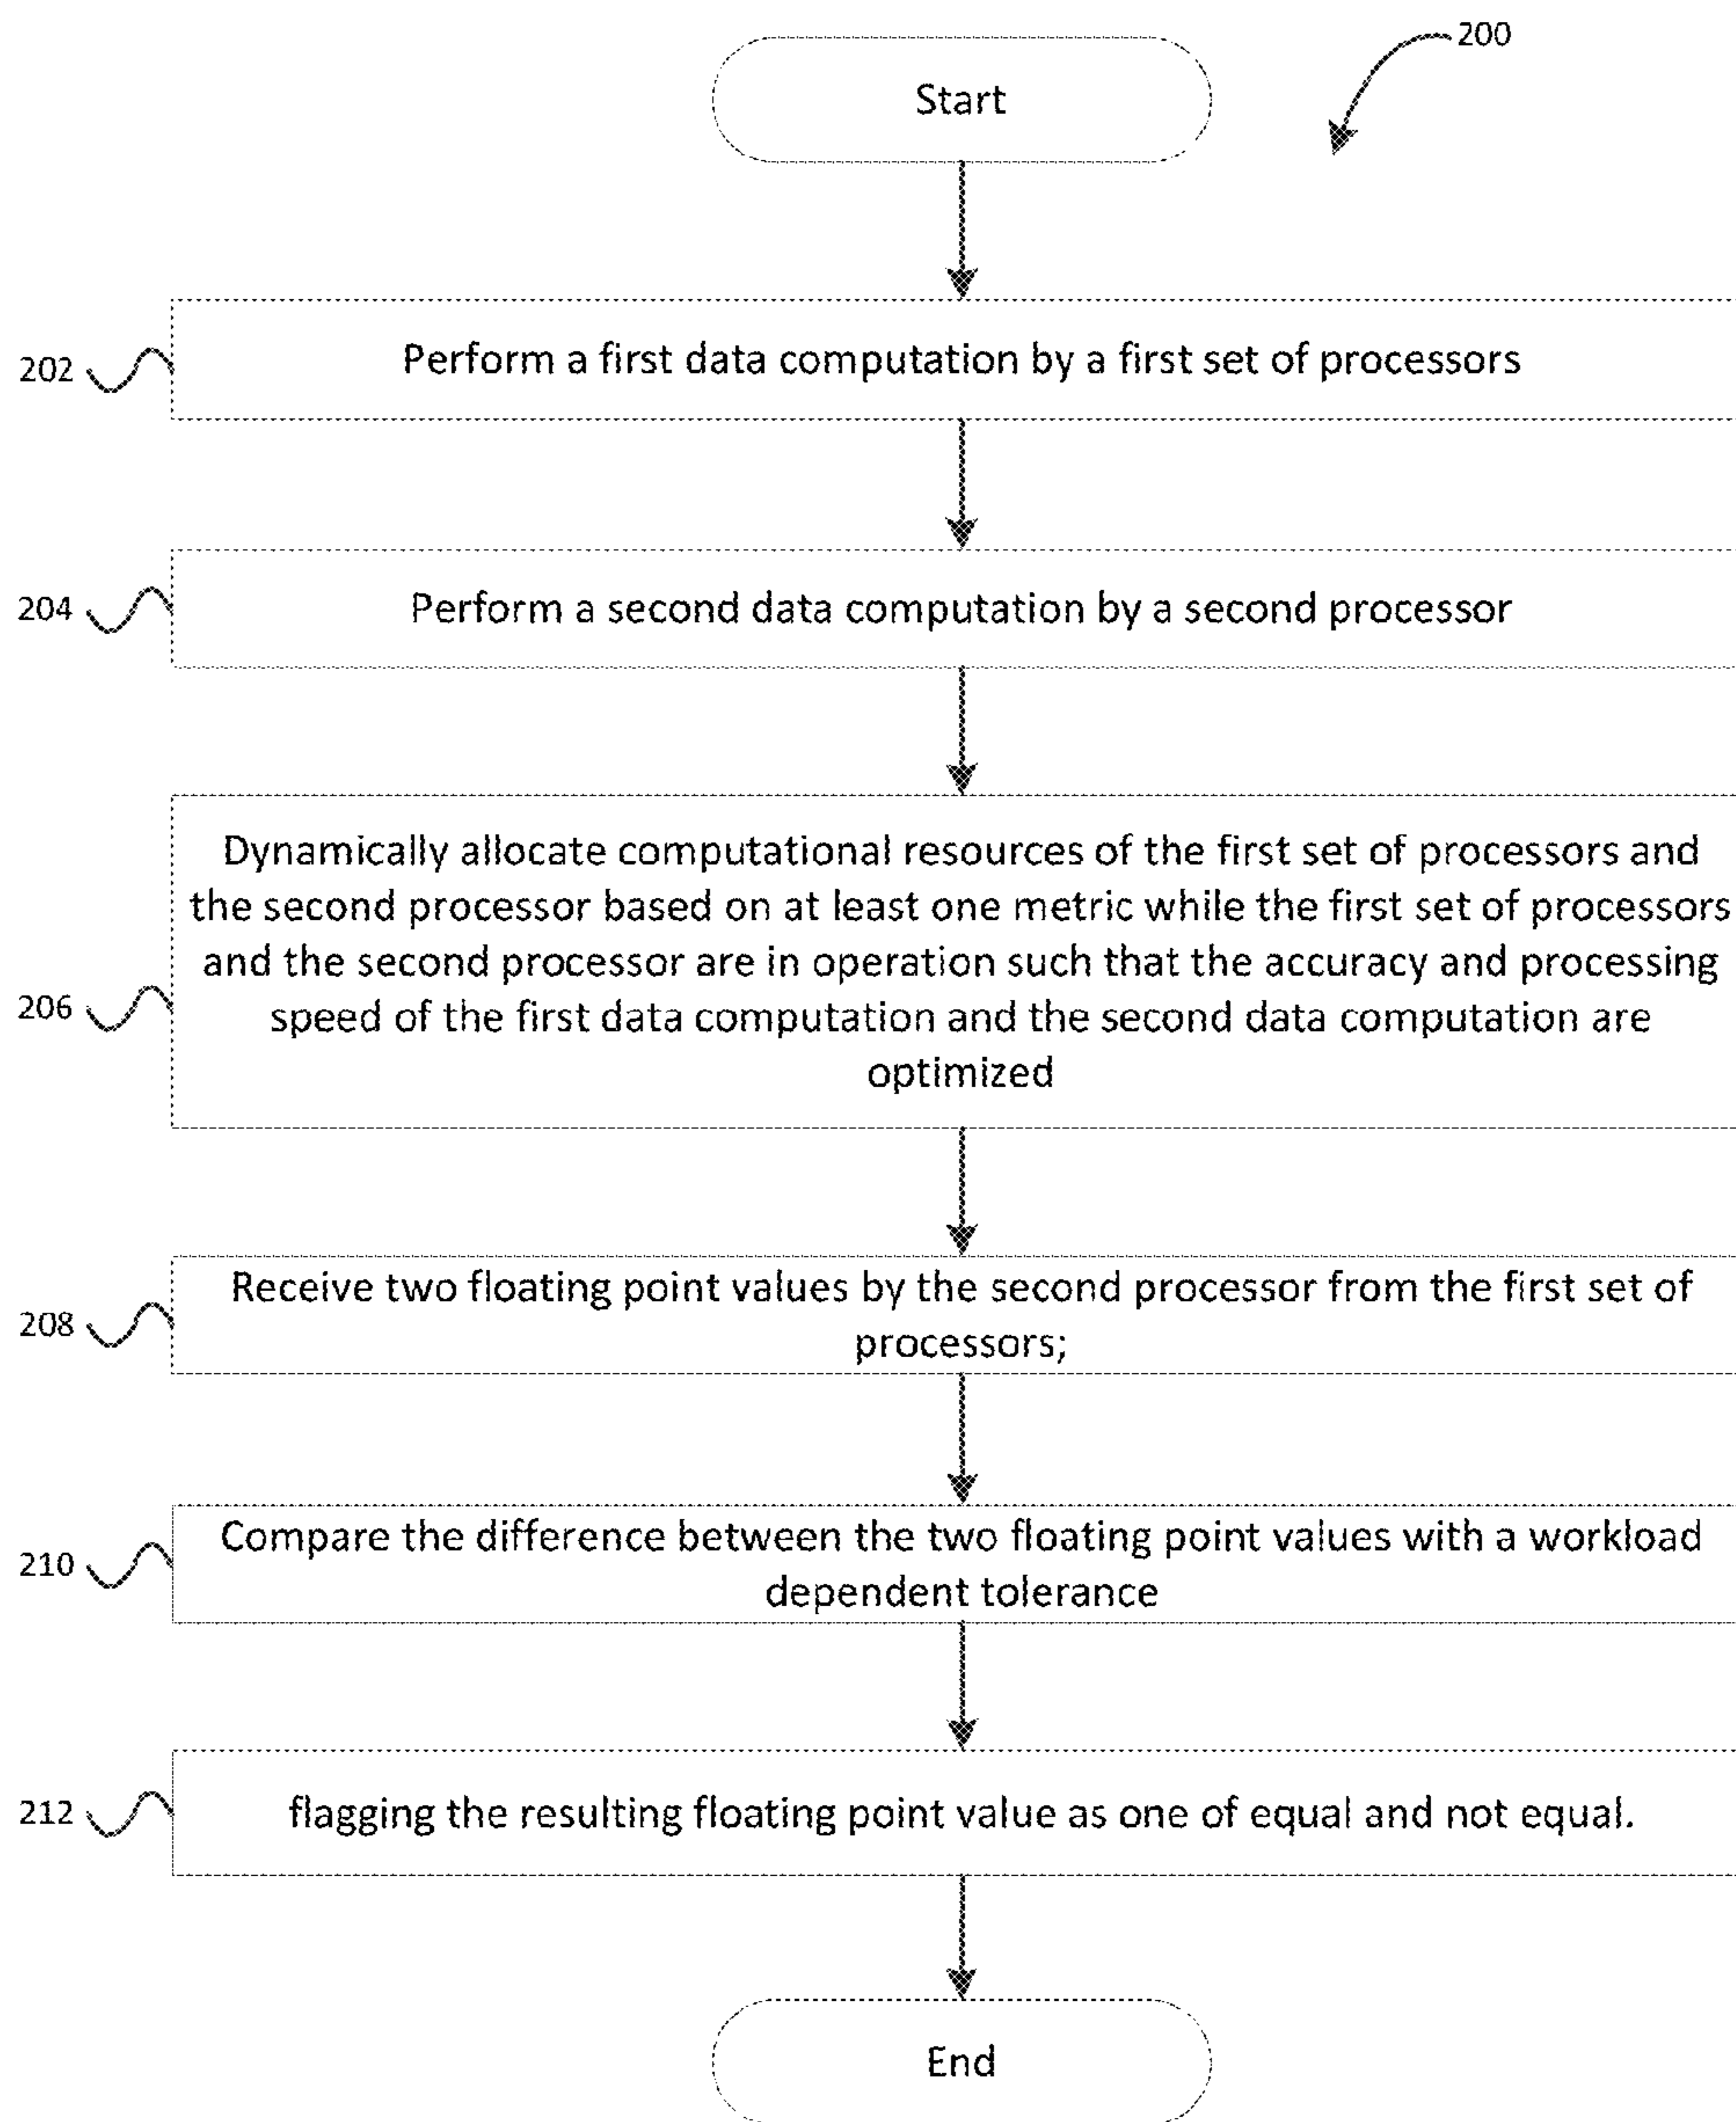 200
Start
202
Perform a first data computation by a first set of processors
204
Perform a second data computation by a second processor
206
Dynamically allocate computational resources of the first set of processors and
the second processor based on at least one metric while the first set of processors
and the second processor are in operation such that the accuracy and processing
speed of the first data computation and the second data computation are
optimized
208
Receive two floating point values by the second processor from the first set of
processors;
210
Compare the difference between the two floating point values with a workload
dependent tolerance
212
flagging the resulting floating point value as one of equal and not equal.
End